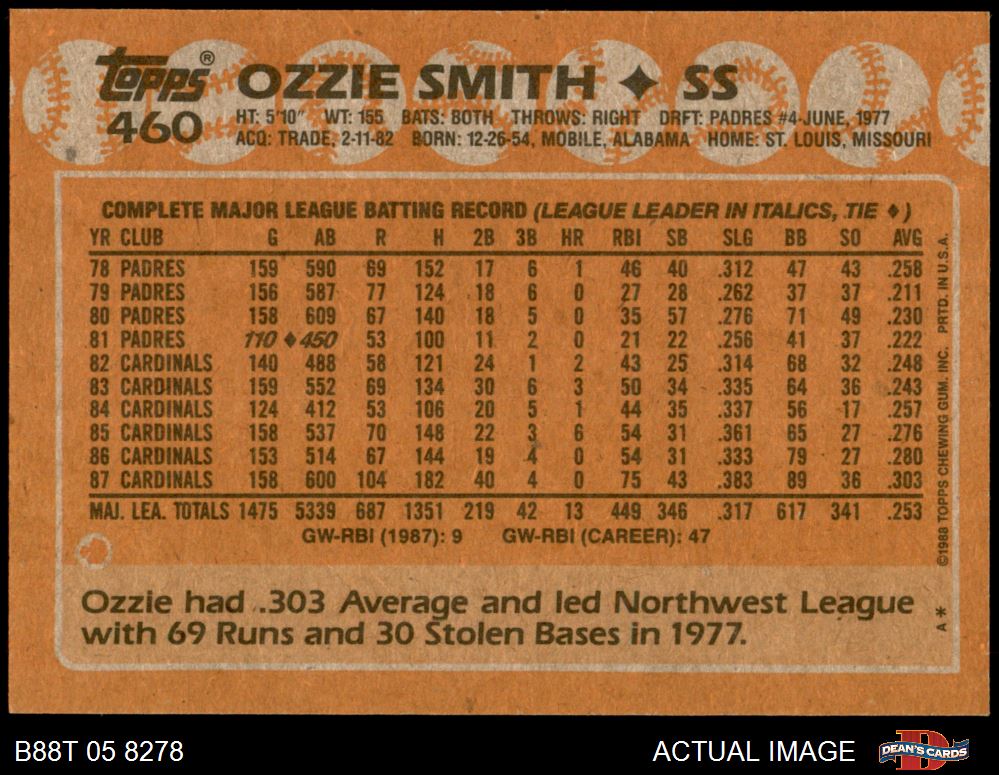 topps® OZZIE SMITH ♦ SS
460 HT: 5'10" WT: 155 BATS: BOTH THROWS: RIGHT DRFT: PADRES #4-JUNE, 1977
ACQ: TRADE, 2-11-82 BORN: 12-26-54, MOBILE, ALABAMA HOME: ST. LOUIS, MISSOURI
COMPLETE MAJOR LEAGUE BATTING RECORD (LEAGUE LEADER IN ITALICS, TIE ♦)
YR CLUB G AB R H 2B 3B HR RBI SB SLG BB SO AVG
78 PADRES 159 590 69 152 17 6 1 46 40 .312 47 43 .258
79 PADRES 156 587 77 124 18 6 0 27 28 .262 37 37 .211
80 PADRES 158 609 67 140 18 5 0 35 57 .276 71 49 .230
81 PADRES 110 ♦450 53 100 11 2 0 21 22 .256 41 37 .222
82 CARDINALS 140 488 58 121 24 1 2 43 25 .314 68 32 .248
83 CARDINALS 159 552 69 134 30 6 3 50 34 .335 64 36 .243
84 CARDINALS 124 412 53 106 20 5 1 44 35 .337 56 17 .257
85 CARDINALS 158 537 70 148 22 3 6 54 31 .361 65 27 .276
86 CARDINALS 153 514 67 144 19 4 0 54 31 .333 79 27 .280
87 CARDINALS 158 600 104 182 40 4 0 75 43 .383 89 36 .303
MAJ. LEA. TOTALS 1475 5339 687 1351 219 42 13 449 346 .317 617 341 .253
GW-RBI (1987): 9 GW-RBI (CAREER): 47
Ozzie had .303 Average and led Northwest League
with 69 Runs and 30 Stolen Bases in 1977.
©1988 TOPPS CHEWING GUM, INC. PRTD. IN U.S.A.
A *
B88T 05 8278 ACTUAL IMAGE D DEAN'S CARDS